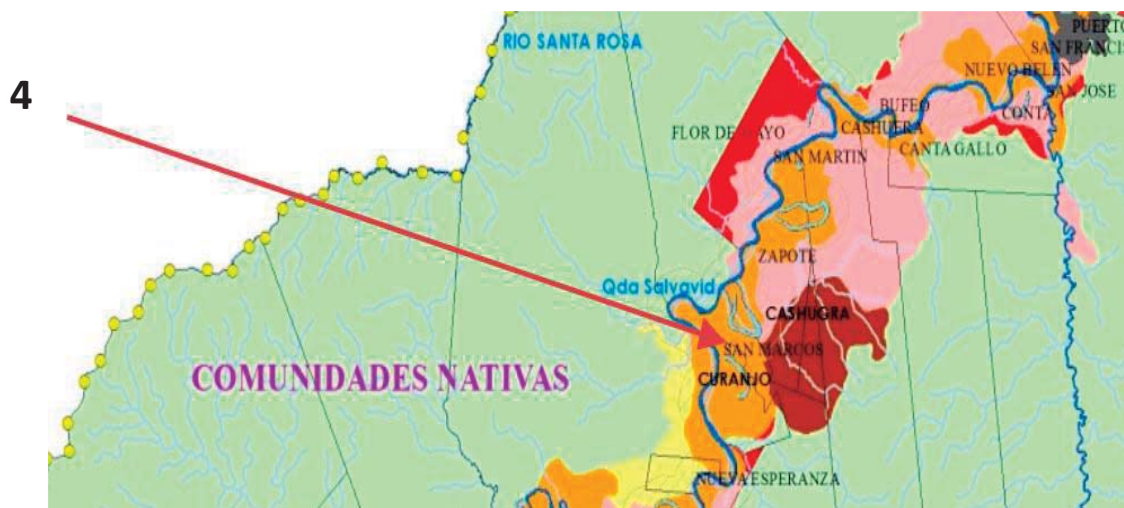 PUERTO
RIO SANTA ROSA
SAN FRANCIS
NUEVO BELEN
4
SAN JOSE
BUFEO
CONTA
FLOR DE MAYO
CASHUERA
CANTA GALLO
SAN MARTIN
ZAPOTE
Qda Salvavid
CASHUGRA
SAN MARCOS
COMUNIDADES NATIVAS
CURANJO
NUEVA ESPERANZA